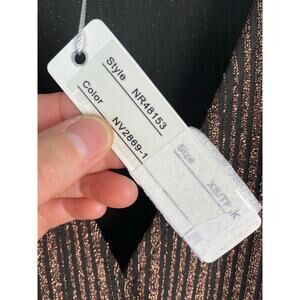 Style NR48153
Color NV2869-1
Size XS/TP